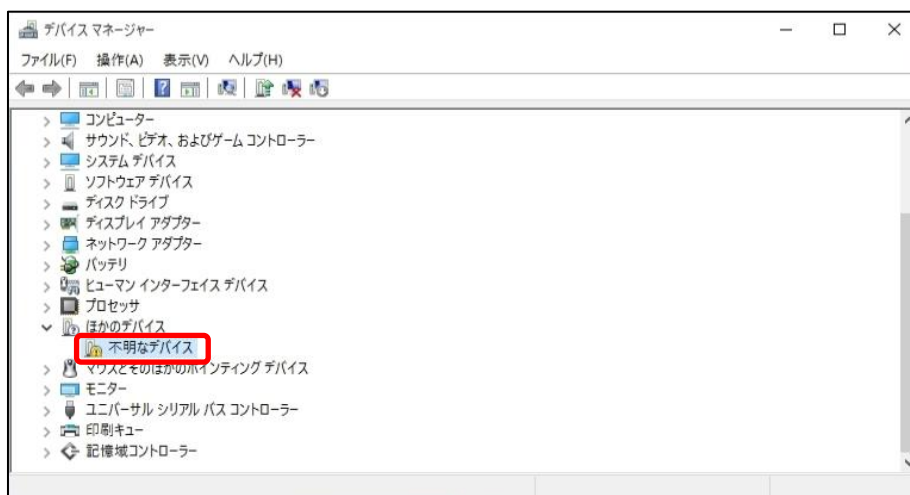 デバイス マネージャー
ファイル(F) 操作(A) 表示(V) ヘルプ(H)
コンピューター
サウンド、ビデオ、およびゲーム コントローラー
システム デバイス
ソフトウェア デバイス
ディスク ドライブ
ディスプレイ アダプター
ネットワーク アダプター
バッテリ
ヒューマン インターフェイス デバイス
プロセッサ
ほかのデバイス
不明なデバイス
マウスとそのほかのポインティング デバイス
モニター
ユニバーサル シリアル バス コントローラー
印刷キュー
記憶域コントローラー